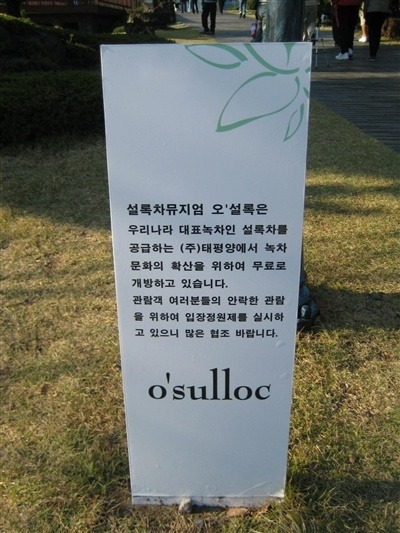 설록차뮤지엄 오'설록은
우리나라 대표녹차인 설록차를
공급하는 (주)태평양에서 녹차
문화의 확산을 위하여 무료로
개방하고 있습니다.
관람객 여러분들의 안락한 관람
을 위하여 입장정원제를 실시하
고 있으니 많은 협조 바랍니다.
o'sulloc